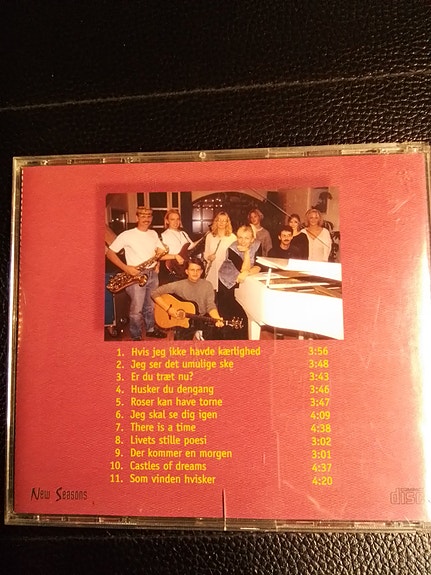 1. Hvis jeg ikke havde kærlighed 3:56
2. Jeg ser det umulige ske 3:48
3. Er du træt nu? 3:43
4. Husker du dengang 3:46
5. Roser kan have torne 3:47
6. Jeg skal se dig igen 4:09
7. There is a time 4:38
8. Livets stille poesi 3:02
9. Der kommer en morgen 3:01
10. Castles of dreams 4:37
11. Som vinden hvisker 4:20
New Seasons
disc